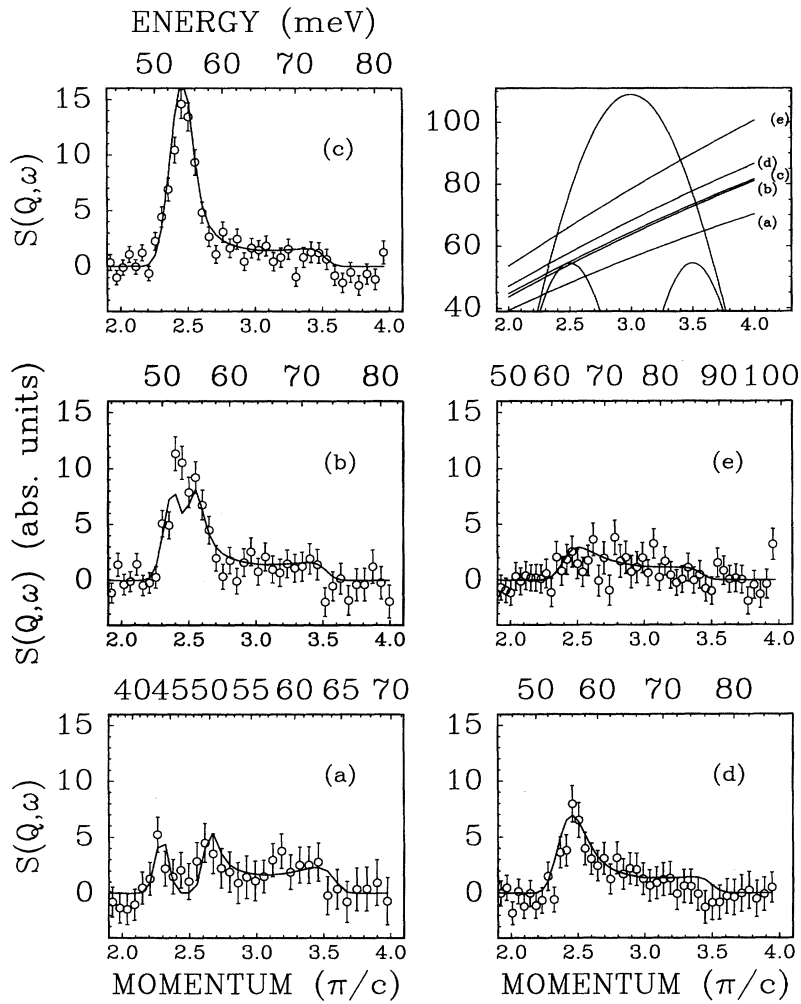 ENERGY (meV)
50 60 70 80
15
10
5
0
S(Q,ω)
(c)
2.0 2.5 3.0 3.5 4.0
100
80
60
40
(e)
(d)
(c)
(b)
(a)
2.0 2.5 3.0 3.5 4.0
50 60 70 80
15
10
5
0
S(Q,ω) (abs. units)
(b)
2.0 2.5 3.0 3.5 4.0
50 60 70 80 90 100
15
10
5
0
(e)
2.0 2.5 3.0 3.5 4.0
40 45 50 55 60 65 70
15
10
5
0
S(Q,ω)
(a)
2.0 2.5 3.0 3.5 4.0
MOMENTUM (π/c)
50 60 70 80
15
10
5
0
(d)
2.0 2.5 3.0 3.5 4.0
MOMENTUM (π/c)